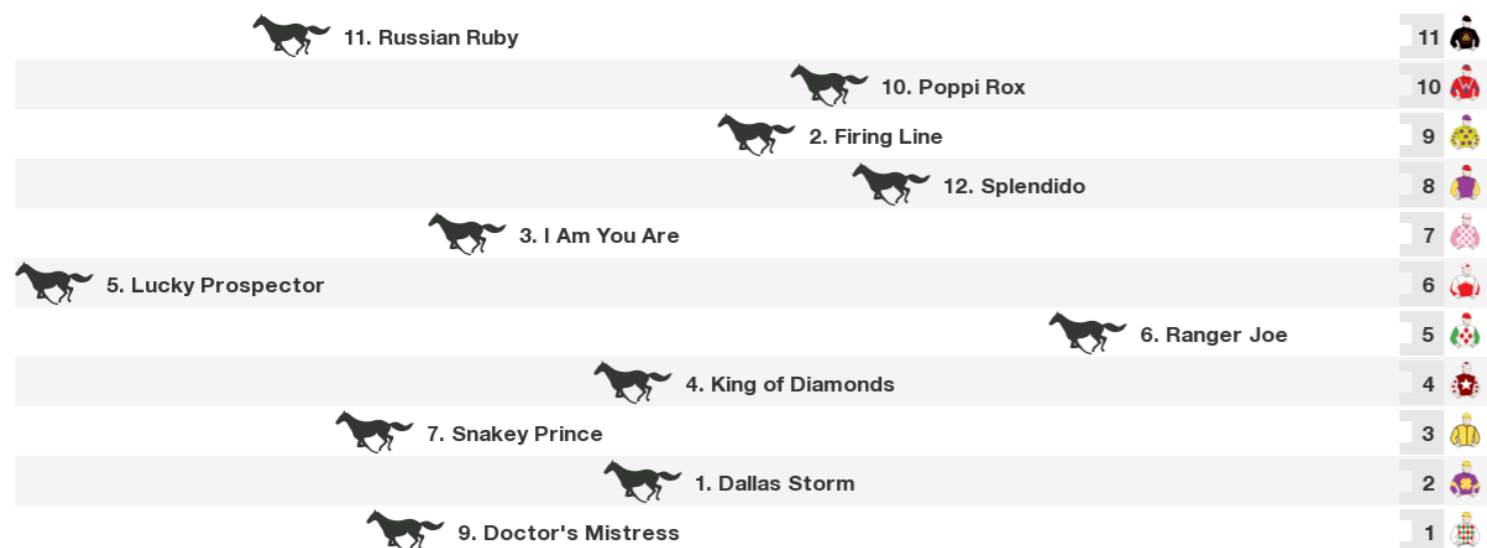 11. Russian Ruby 11
10. Poppi Rox 10
2. Firing Line 9
12. Splendido 8
3. I Am You Are 7
5. Lucky Prospector 6
6. Ranger Joe 5
4. King of Diamonds 4
7. Snakey Prince 3
1. Dallas Storm 2
9. Doctor's Mistress 1